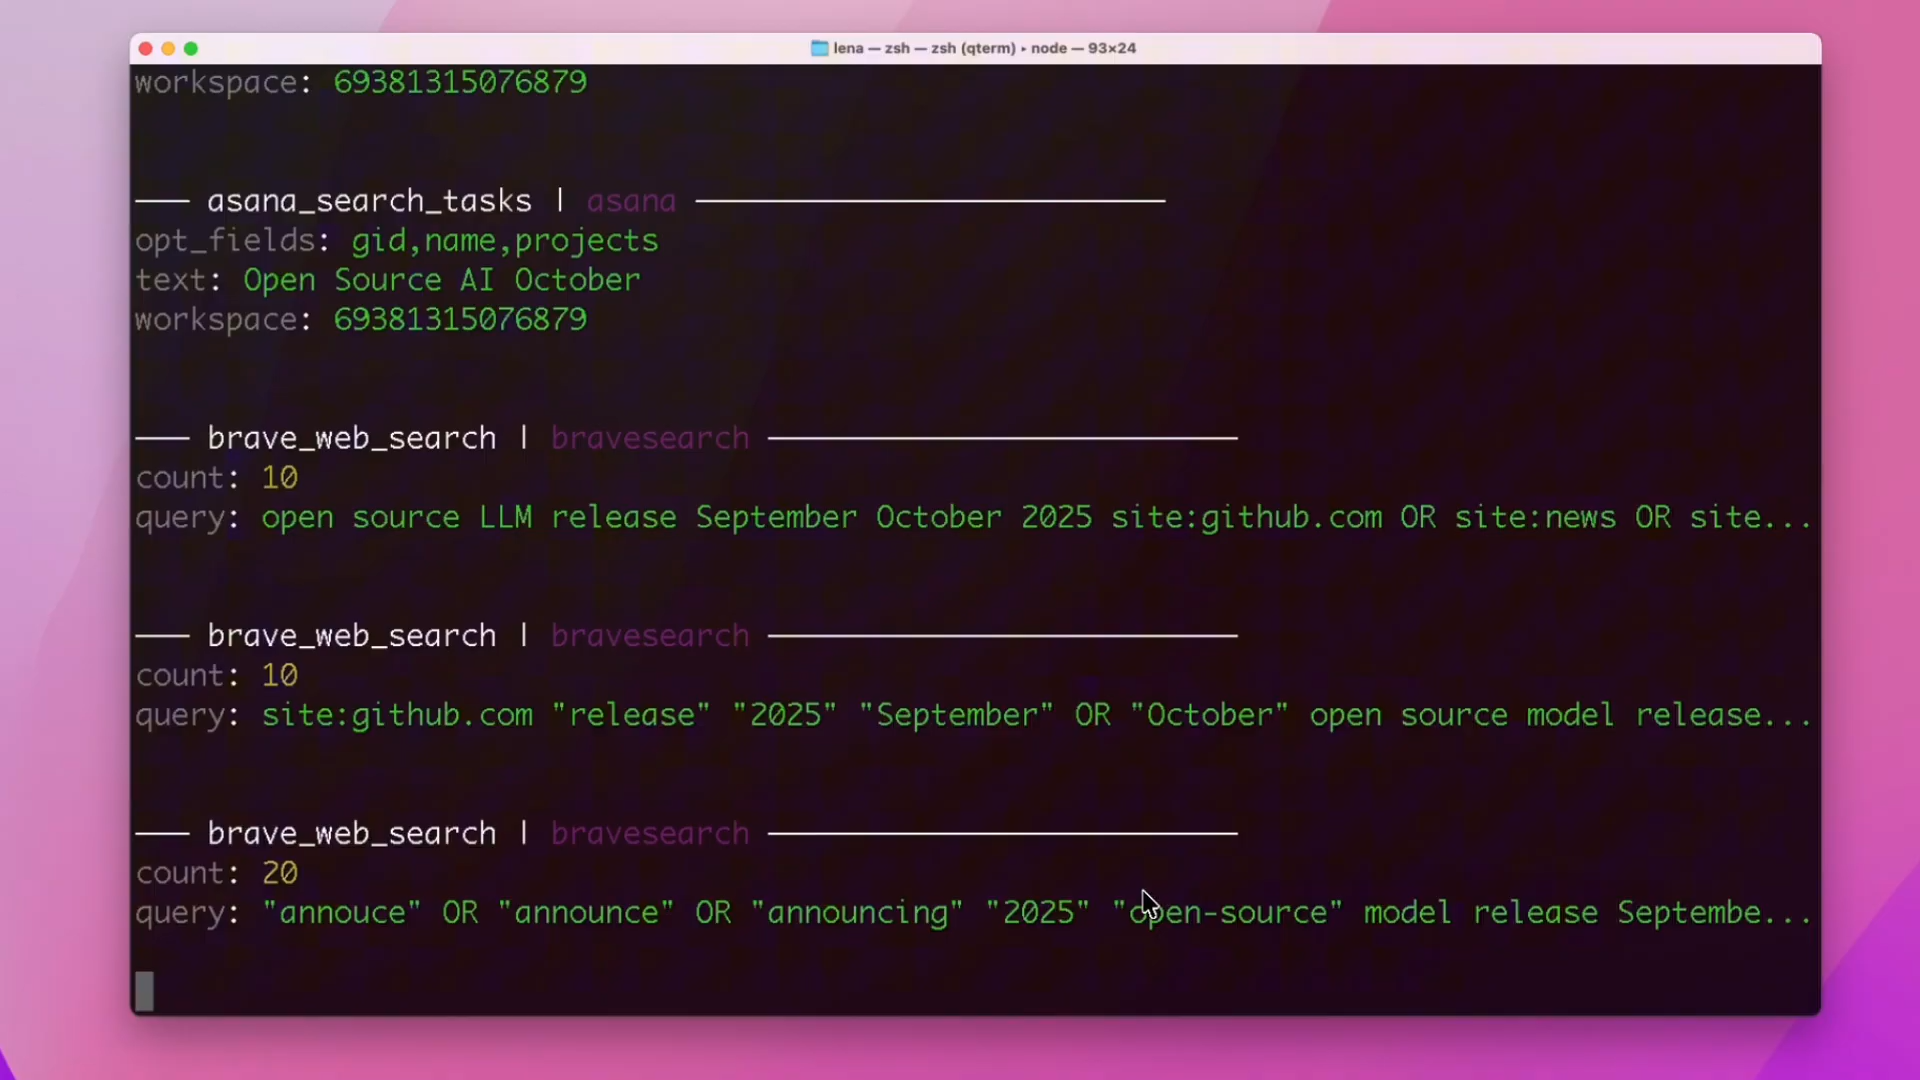 lena — zsh — zsh (qterm) ▸ node — 93×24
workspace: 69381315076879
─── asana_search_tasks | asana ──────────────────────────
opt_fields: gid,name,projects
text: Open Source AI October
workspace: 69381315076879
─── brave_web_search | bravesearch ──────────────────────────
count: 10
query: open source LLM release September October 2025 site:github.com OR site:news OR site...
─── brave_web_search | bravesearch ──────────────────────────
count: 10
query: site:github.com "release" "2025" "September" OR "October" open source model release...
─── brave_web_search | bravesearch ──────────────────────────
count: 20
query: "annouce" OR "announce" OR "announcing" "2025" "open-source" model release Septembe...